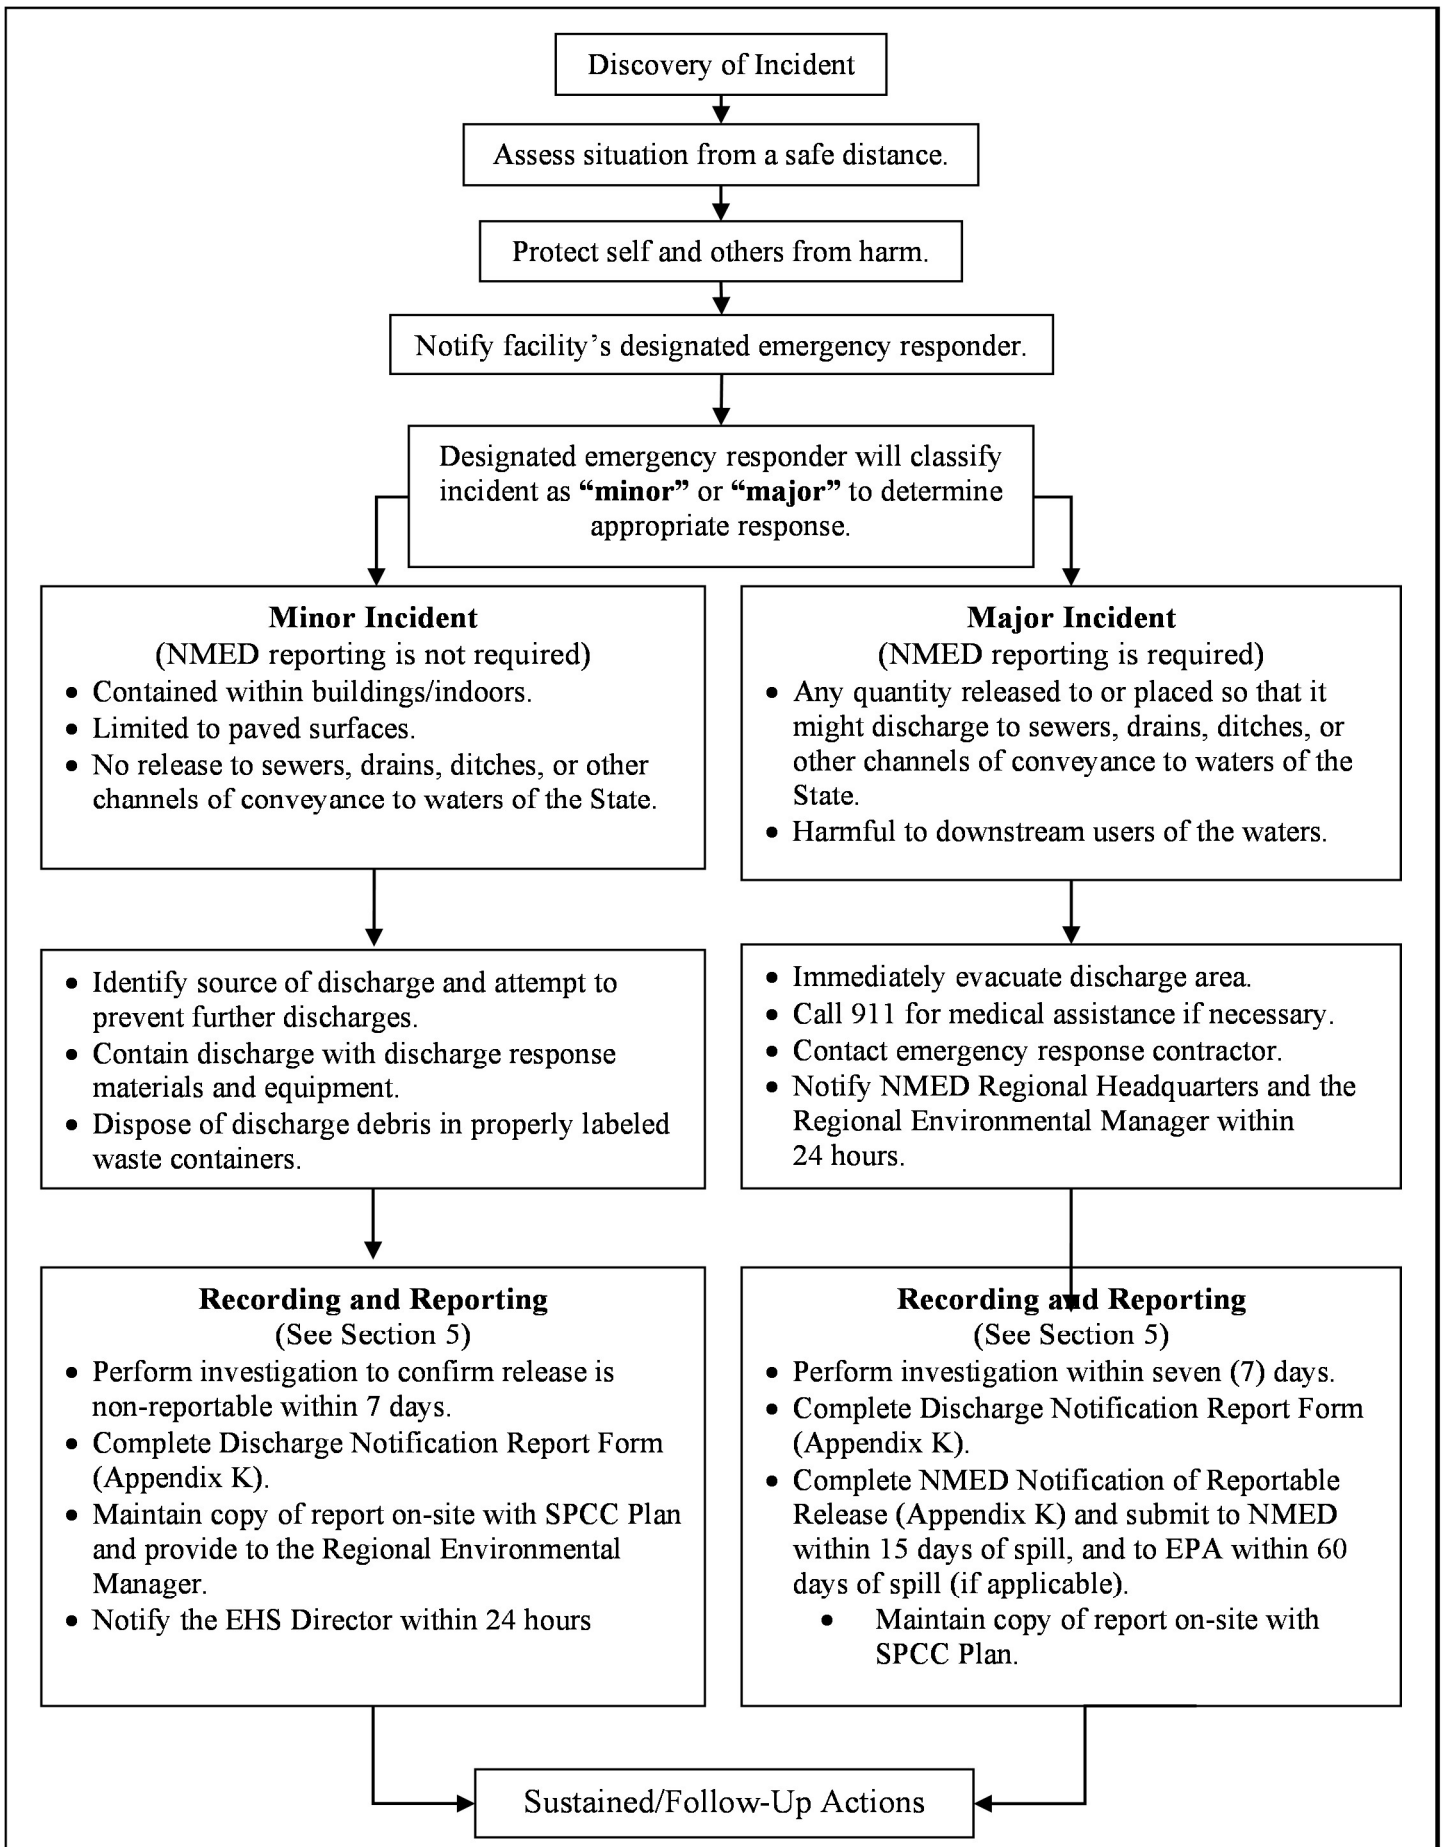 Discovery of Incident
Assess situation from a safe distance.
Protect self and others from harm.
Notify facility’s designated emergency responder.
Designated emergency responder will classify
incident as “minor” or “major” to determine
appropriate response.
Minor Incident
(NMED reporting is not required)
• Contained within buildings/indoors.
• Limited to paved surfaces.
• No release to sewers, drains, ditches, or other
channels of conveyance to waters of the State.
Major Incident
(NMED reporting is required)
• Any quantity released to or placed so that it
might discharge to sewers, drains, ditches, or
other channels of conveyance to waters of the
State.
• Harmful to downstream users of the waters.
• Identify source of discharge and attempt to
prevent further discharges.
• Contain discharge with discharge response
materials and equipment.
• Dispose of discharge debris in properly labeled
waste containers.
• Immediately evacuate discharge area.
• Call 911 for medical assistance if necessary.
• Contact emergency response contractor.
• Notify NMED Regional Headquarters and the
Regional Environmental Manager within
24 hours.
Recording and Reporting
(See Section 5)
• Perform investigation to confirm release is
non-reportable within 7 days.
• Complete Discharge Notification Report Form
(Appendix K).
• Maintain copy of report on-site with SPCC Plan
and provide to the Regional Environmental
Manager.
• Notify the EHS Director within 24 hours
Recording and Reporting
(See Section 5)
• Perform investigation within seven (7) days.
• Complete Discharge Notification Report Form
(Appendix K).
• Complete NMED Notification of Reportable
Release (Appendix K) and submit to NMED
within 15 days of spill, and to EPA within 60
days of spill (if applicable).
• Maintain copy of report on-site with
SPCC Plan.
Sustained/Follow-Up Actions